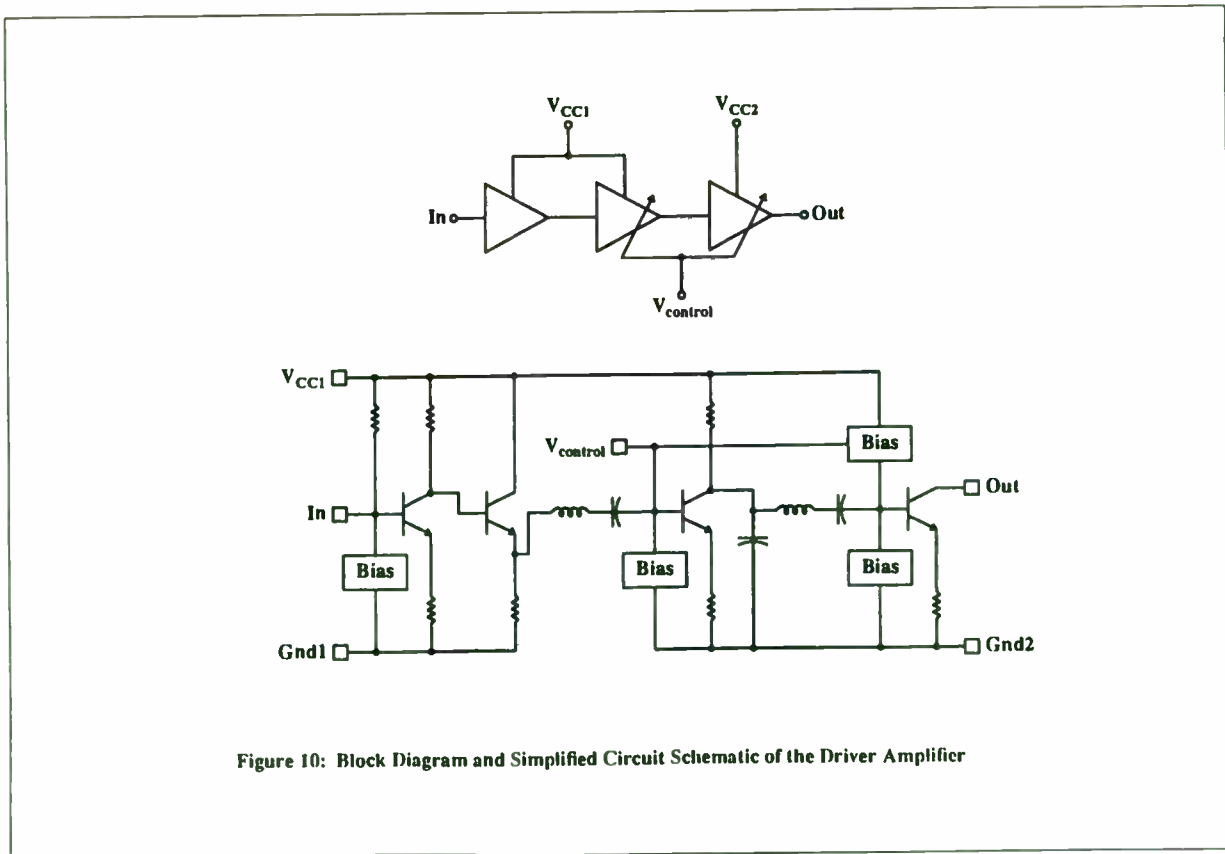 V_CC1
V_CC2
In
Out
V_control
V_CC1
V_control
Bias
In
Out
Bias
Bias
Bias
Gnd1
Gnd2
Figure 10: Block Diagram and Simplified Circuit Schematic of the Driver Amplifier